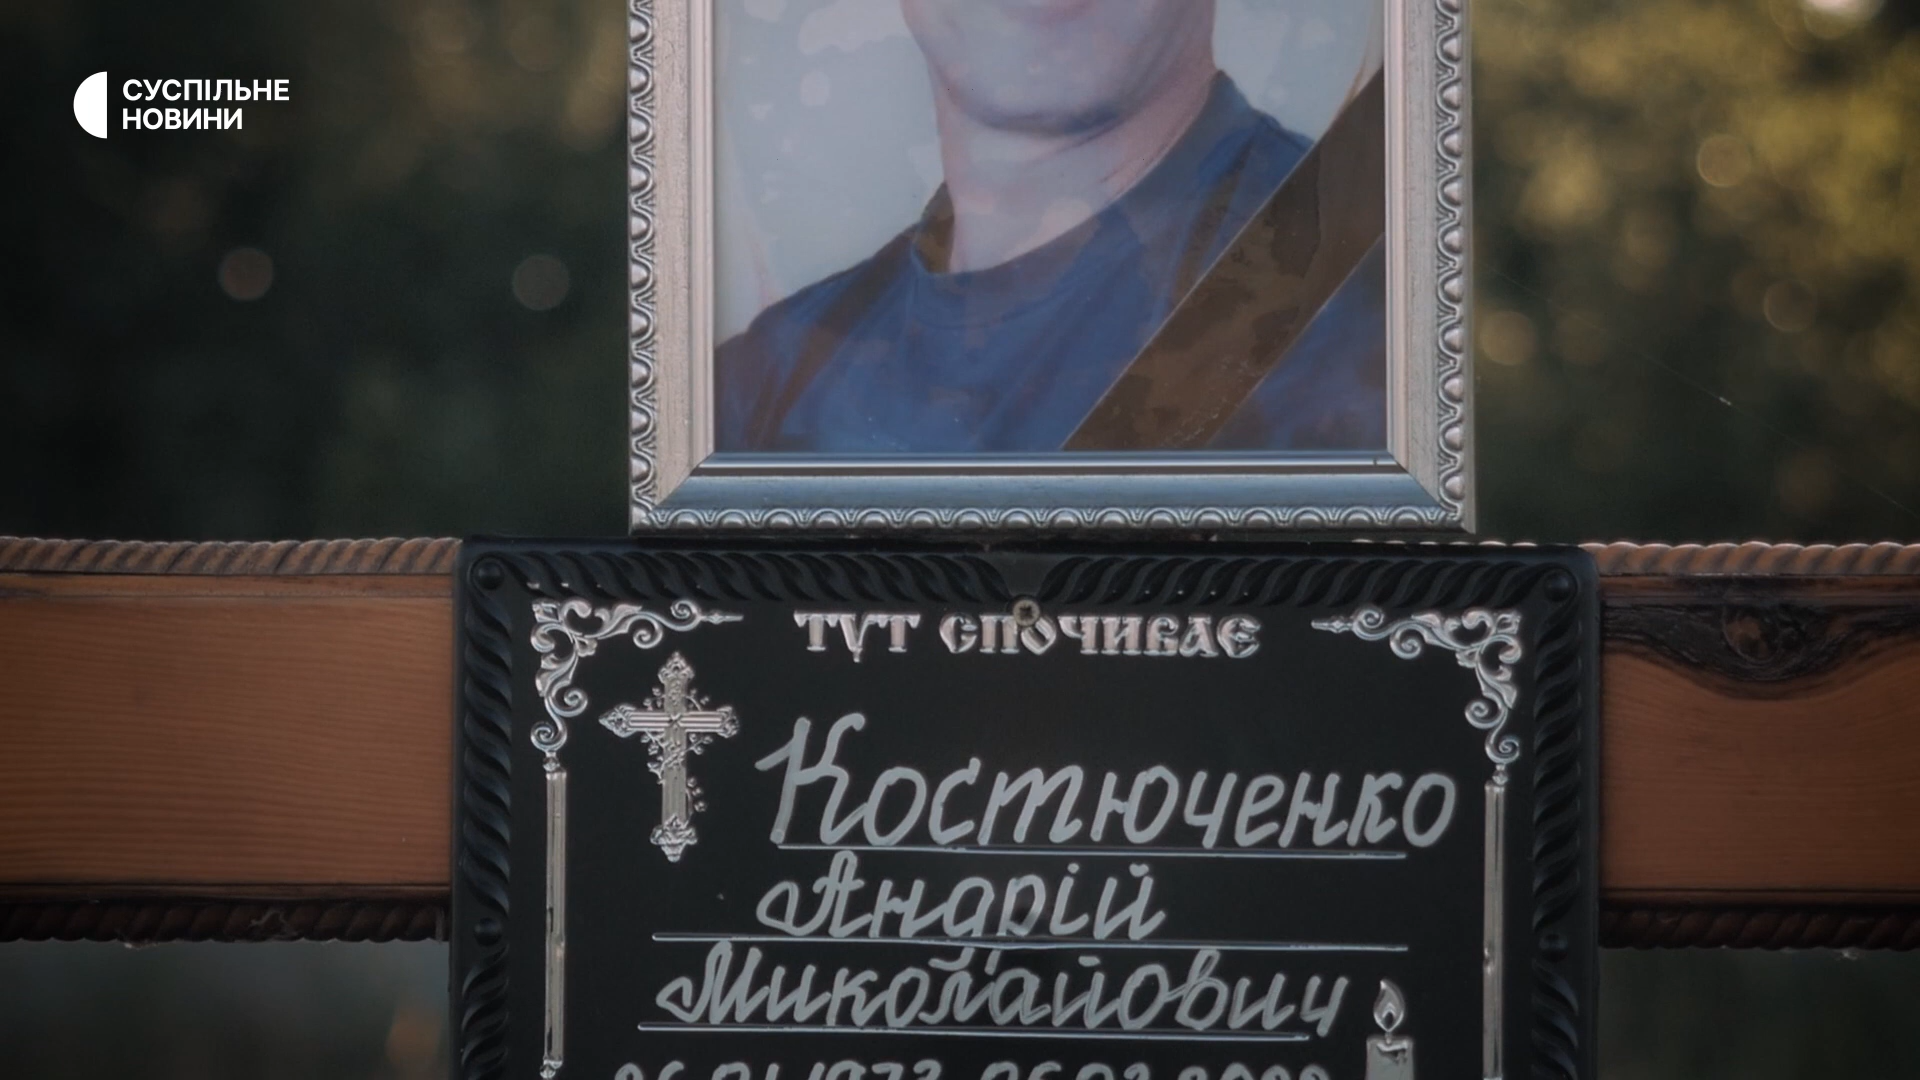 СУСПІЛЬНЕ
НОВИНИ
ТУТ СПОЧИВАЄ
Костюченко
Андрій
Миколайович